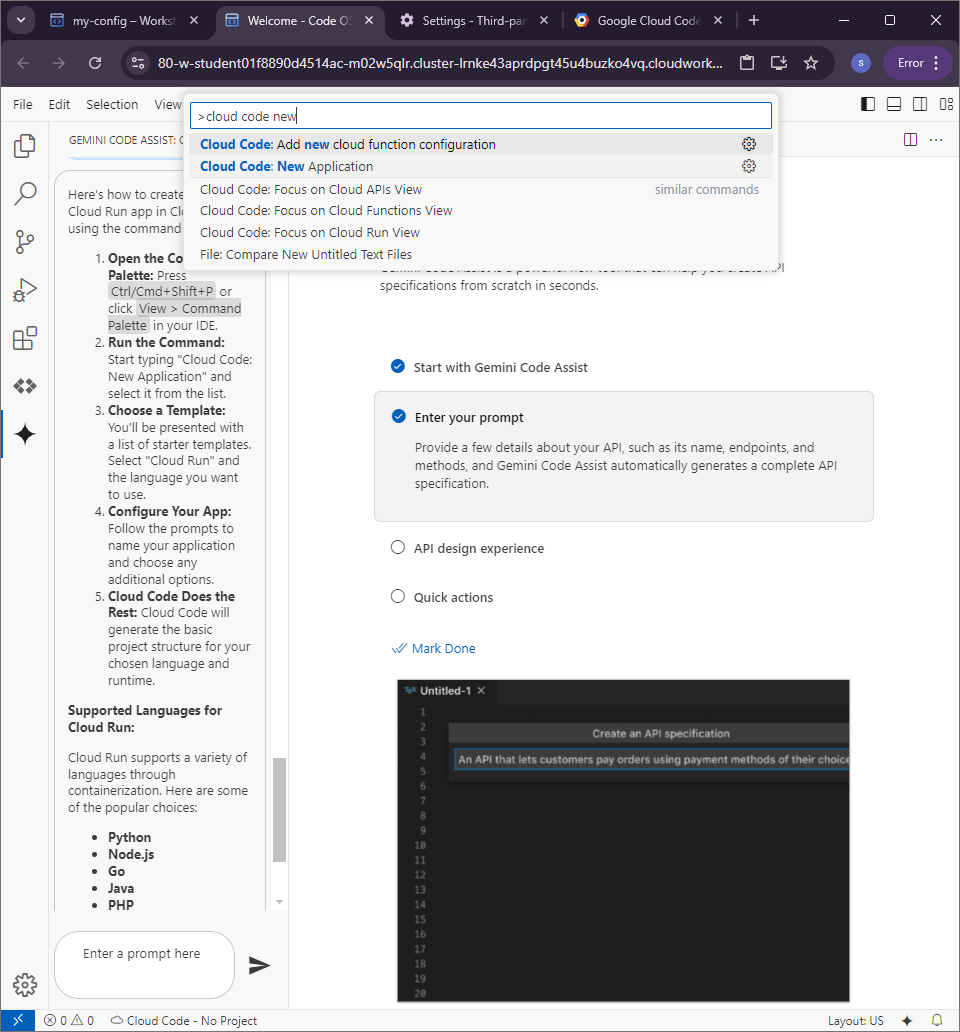 my-config – Workst
Welcome - Code OS
Settings - Third-par
Google Cloud Code
80-w-student01f8890d4514ac-m02w5qlr.cluster-lrnke43aprdpgt45u4buzko4vq.cloudwork...
s
Error
File
Edit
Selection
View
>cloud code new
Cloud Code: Add new cloud function configuration
Cloud Code: New Application
Cloud Code: Focus on Cloud APIs View
similar commands
Cloud Code: Focus on Cloud Functions View
Cloud Code: Focus on Cloud Run View
File: Compare New Untitled Text Files
GEMINI CODE ASSIST: C
Here's how to create
Cloud Run app in Clo
using the command
1. Open the Co
Palette: Press
Ctrl/Cmd+Shift+P or
click View > Command
Palette in your IDE.
2. Run the Command:
Start typing "Cloud Code:
New Application" and
select it from the list.
3. Choose a Template:
You'll be presented with
a list of starter templates.
Select "Cloud Run" and
the language you want
to use.
4. Configure Your App:
Follow the prompts to
name your application
and choose any
additional options.
5. Cloud Code Does the
Rest: Cloud Code will
generate the basic
project structure for your
chosen language and
runtime.
Supported Languages for
Cloud Run:
Cloud Run supports a variety of
languages through
containerization. Here are some
of the popular choices:
• Python
• Node.js
• Go
• Java
• PHP
Enter a prompt here
Gemini Code Assist is a powerful new tool that can help you create API
specifications from scratch in seconds.
Start with Gemini Code Assist
Enter your prompt
Provide a few details about your API, such as its name, endpoints, and
methods, and Gemini Code Assist automatically generates a complete API
specification.
API design experience
Quick actions
Mark Done
Untitled-1
Create an API specification
An API that lets customers pay orders using payment methods of their choice
1
2
3
4
5
6
7
8
9
10
11
12
13
14
15
16
17
18
19
20
0
0
Cloud Code - No Project
Layout: US